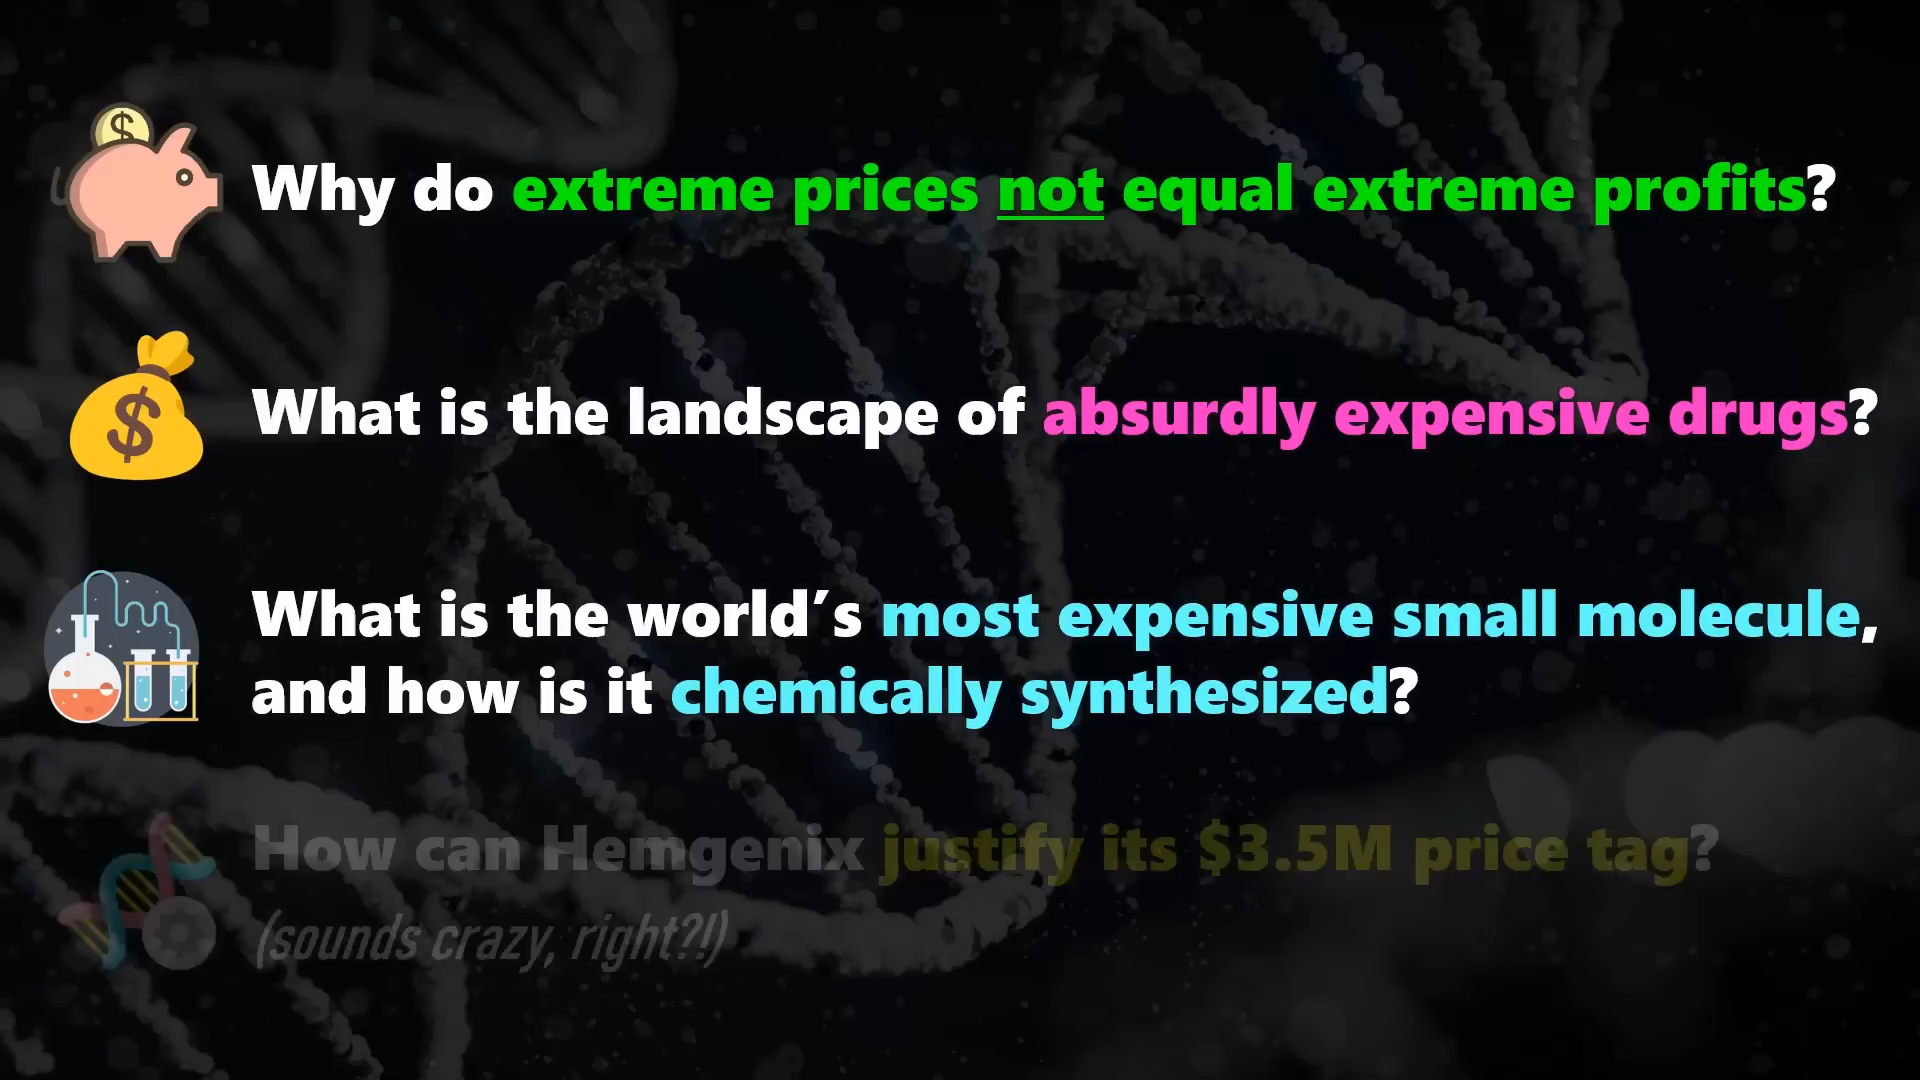 $
Why do extreme prices not equal extreme profits?
$
What is the landscape of absurdly expensive drugs?
What is the world’s most expensive small molecule,
and how is it chemically synthesized?
How can Hemgenix justify its $3.5M price tag?
(sounds crazy, right?!)